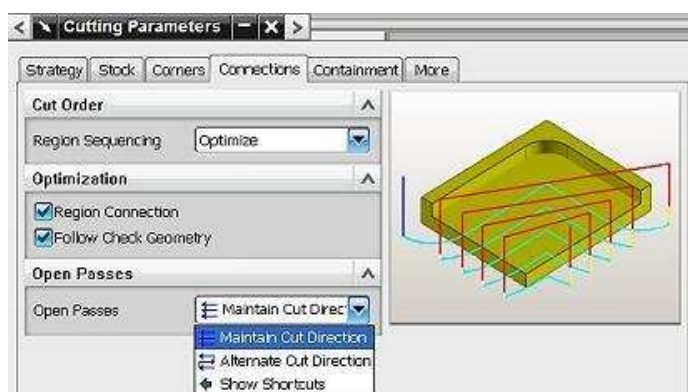 Cutting Parameters
Strategy Stock Corners Connections Containment More
Cut Order
Region Sequencing Optimize
Optimization
Region Connection
Follow Check Geometry
Open Passes
Open Passes Maintain Cut Direc
Maintain Cut Direction
Alternate Cut Direction
Show Shortcuts